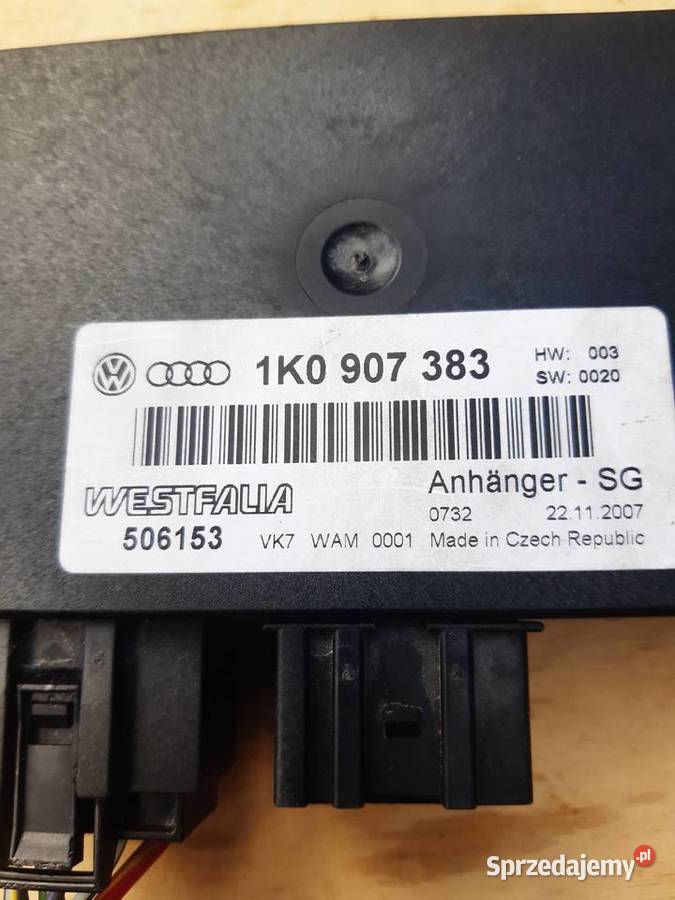 1K0 907 383
HW: 003
SW: 0020
WESTFALIA
Anhänger - SG
506153
0732 22.11.2007
VK7 WAM 0001 Made in Czech Republic
Sprzedajemy.pl